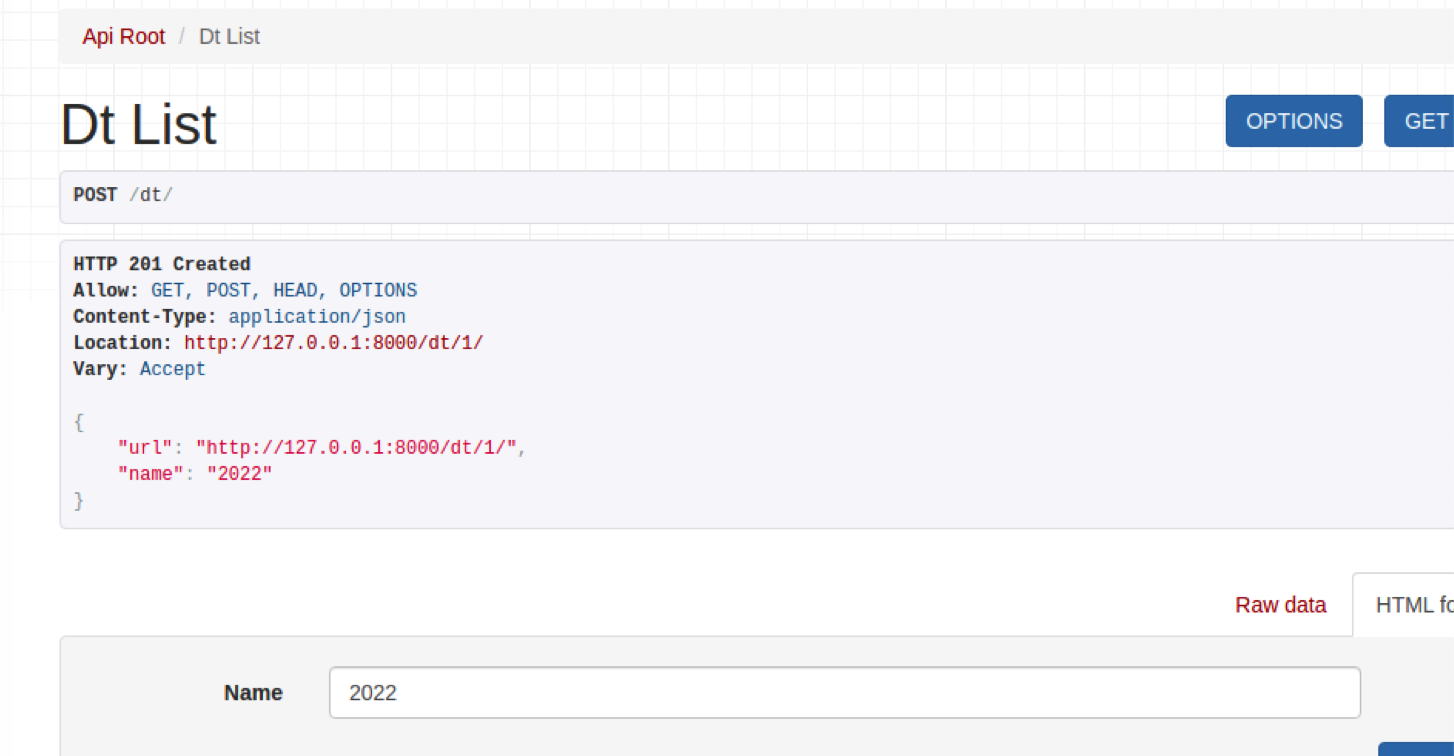 Api Root / Dt List
Dt List
OPTIONS
GET
POST /dt/
HTTP 201 Created
Allow: GET, POST, HEAD, OPTIONS
Content-Type: application/json
Location: http://127.0.0.1:8000/dt/1/
Vary: Accept
{
    "url": "http://127.0.0.1:8000/dt/1/",
    "name": "2022"
}
Raw data
HTML fo
Name
2022